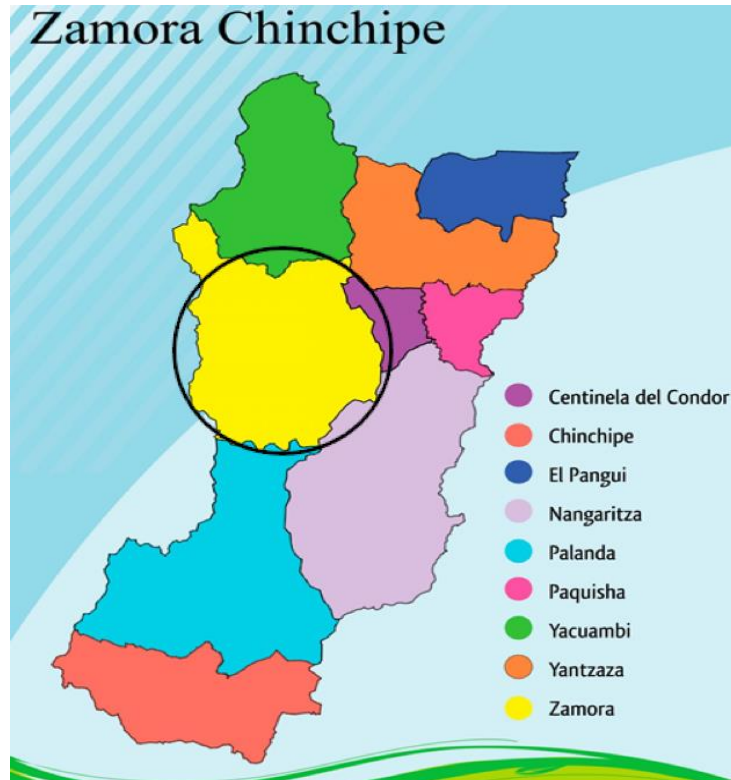 Zamora Chinchipe
Centinela del Condor
Chinchipe
El Pangui
Nangaritza
Palanda
Paquisha
Yacuambi
Yantzaza
Zamora